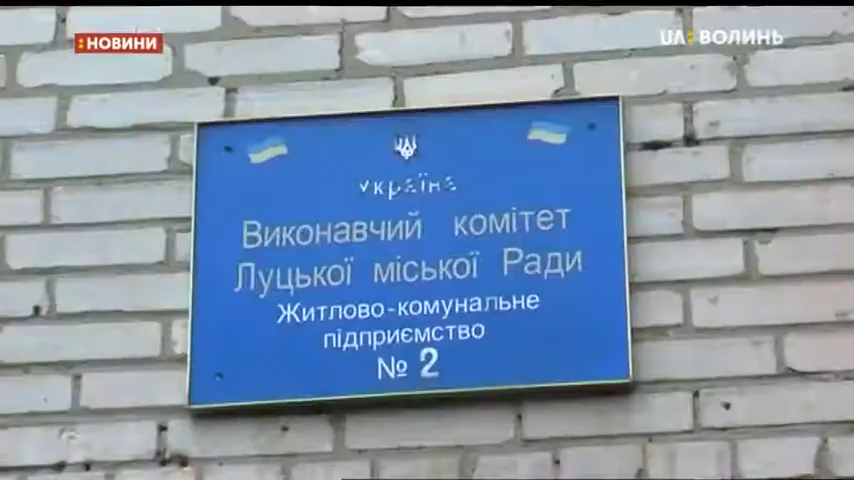 :НОВИНИ
UA:ВОЛИНЬ
Україна
Виконавчий комітет
Луцької міської Ради
Житлово-комунальне
підприємство
№ 2